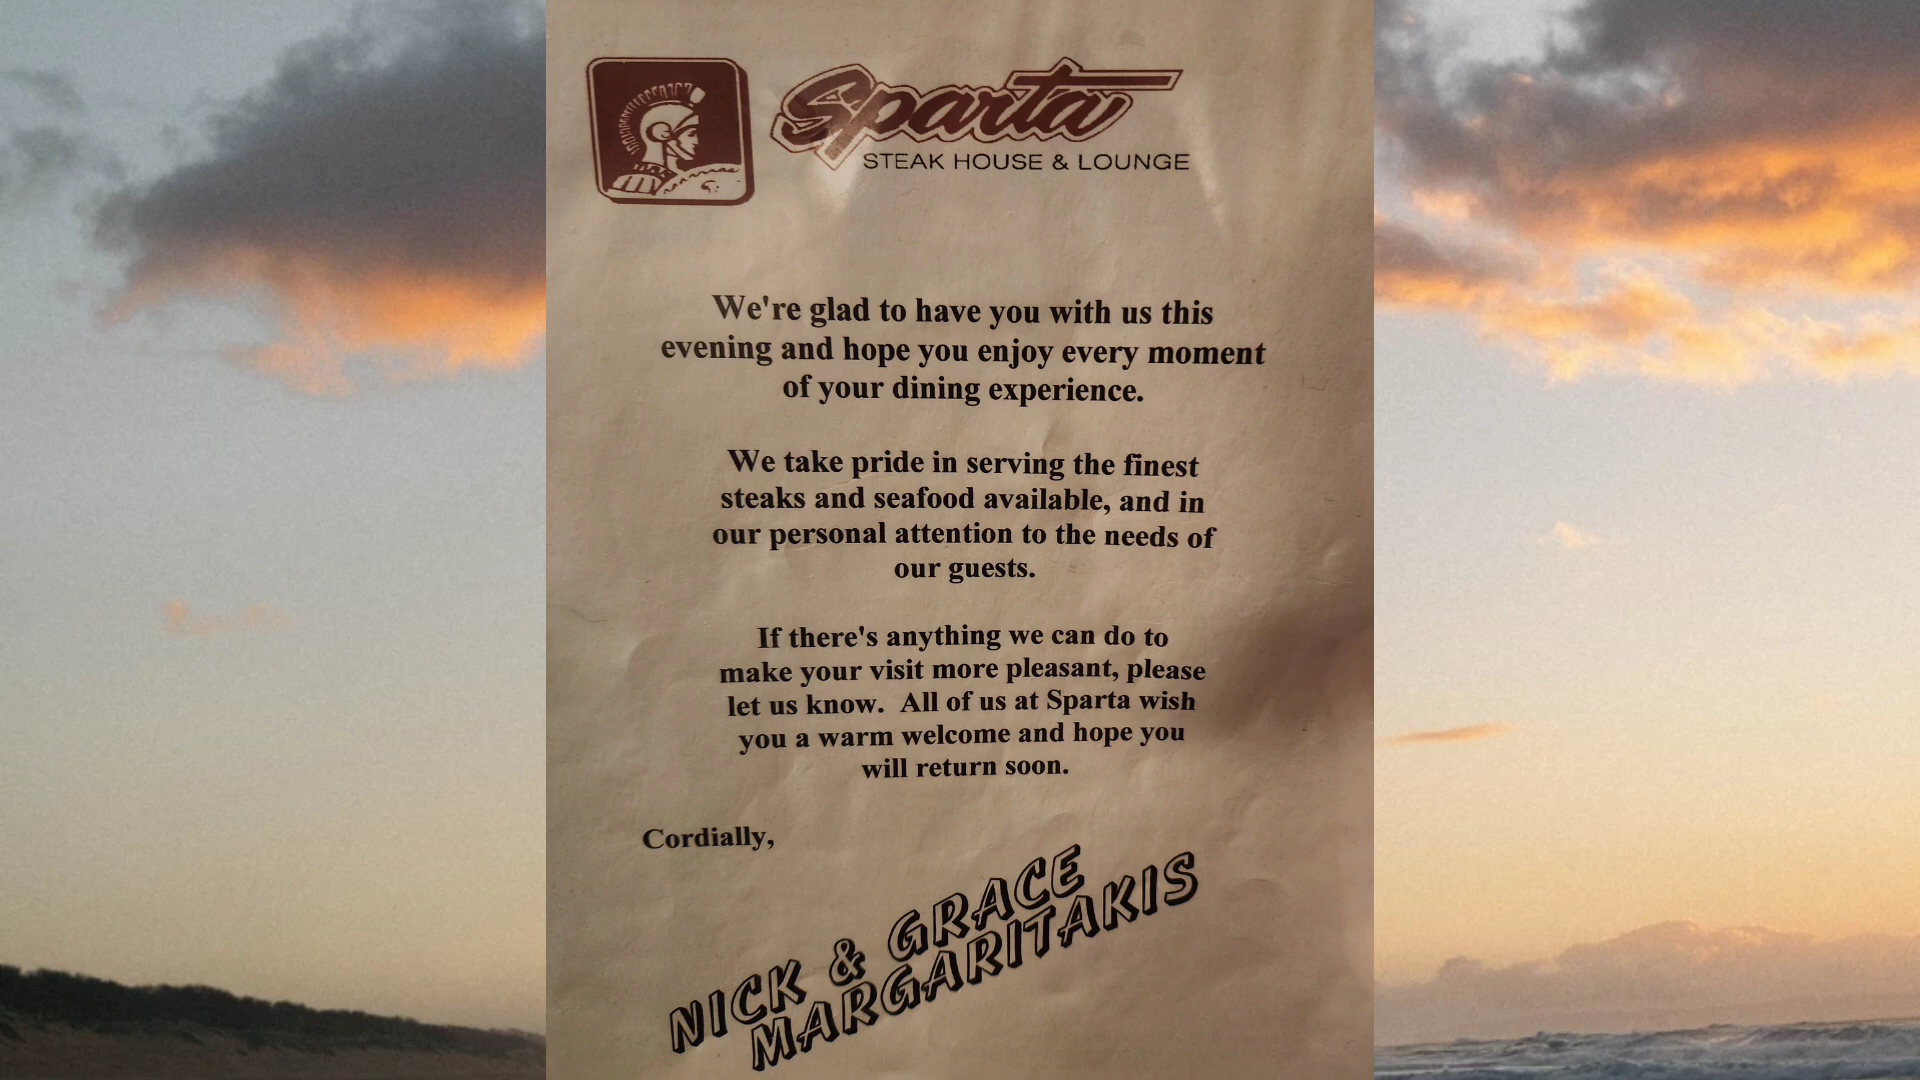 Sparta
STEAK HOUSE & LOUNGE
We're glad to have you with us this
evening and hope you enjoy every moment
of your dining experience.
We take pride in serving the finest
steaks and seafood available, and in
our personal attention to the needs of
our guests.
If there's anything we can do to
make your visit more pleasant, please
let us know.  All of us at Sparta wish
you a warm welcome and hope you
will return soon.
Cordially,
NICK & GRACE
MARGARITAKIS